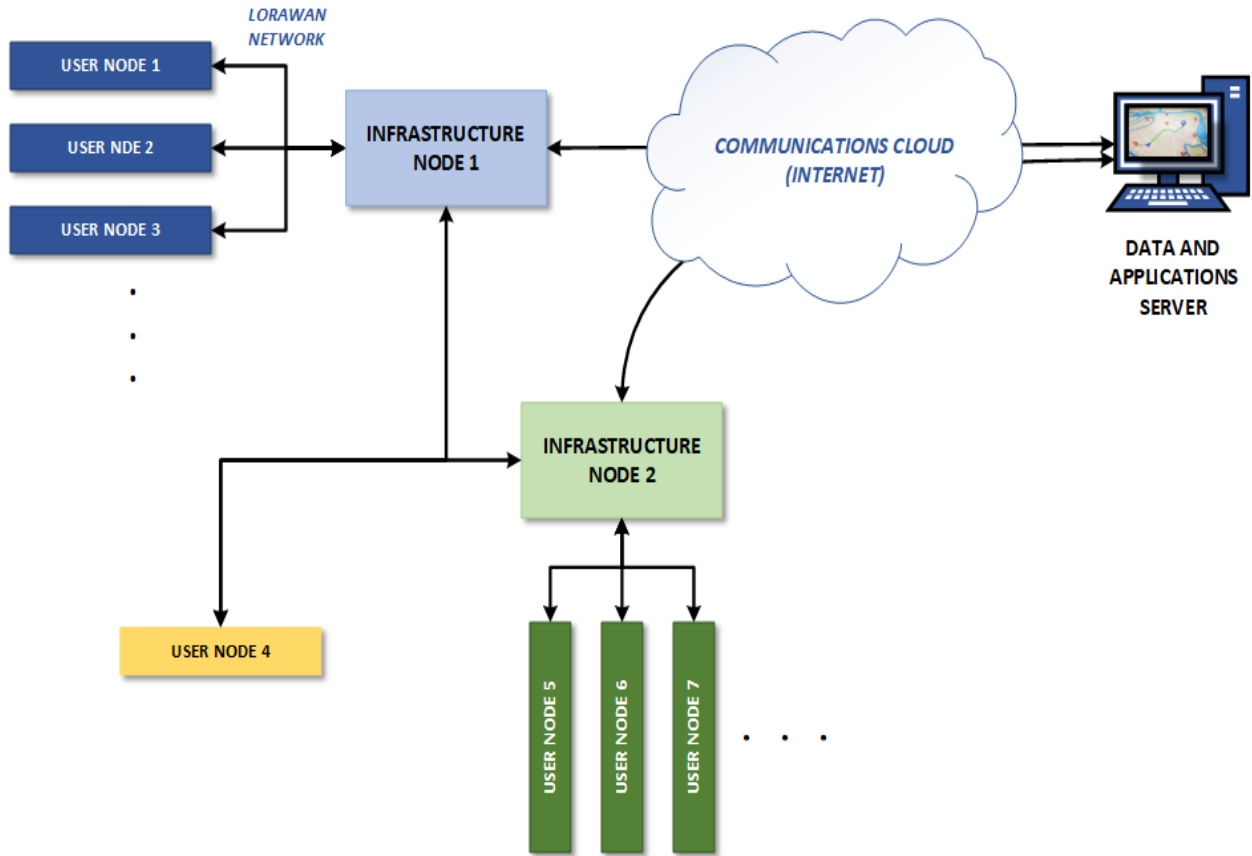 LORAWAN
NETWORK
USER NODE 1
USER NDE 2
USER NODE 3
INFRASTRUCTURE
NODE 1
COMMUNICATIONS CLOUD
(INTERNET)
DATA AND
APPLICATIONS
SERVER
INFRASTRUCTURE
NODE 2
USER NODE 4
USER NODE 5
USER NODE 6
USER NODE 7